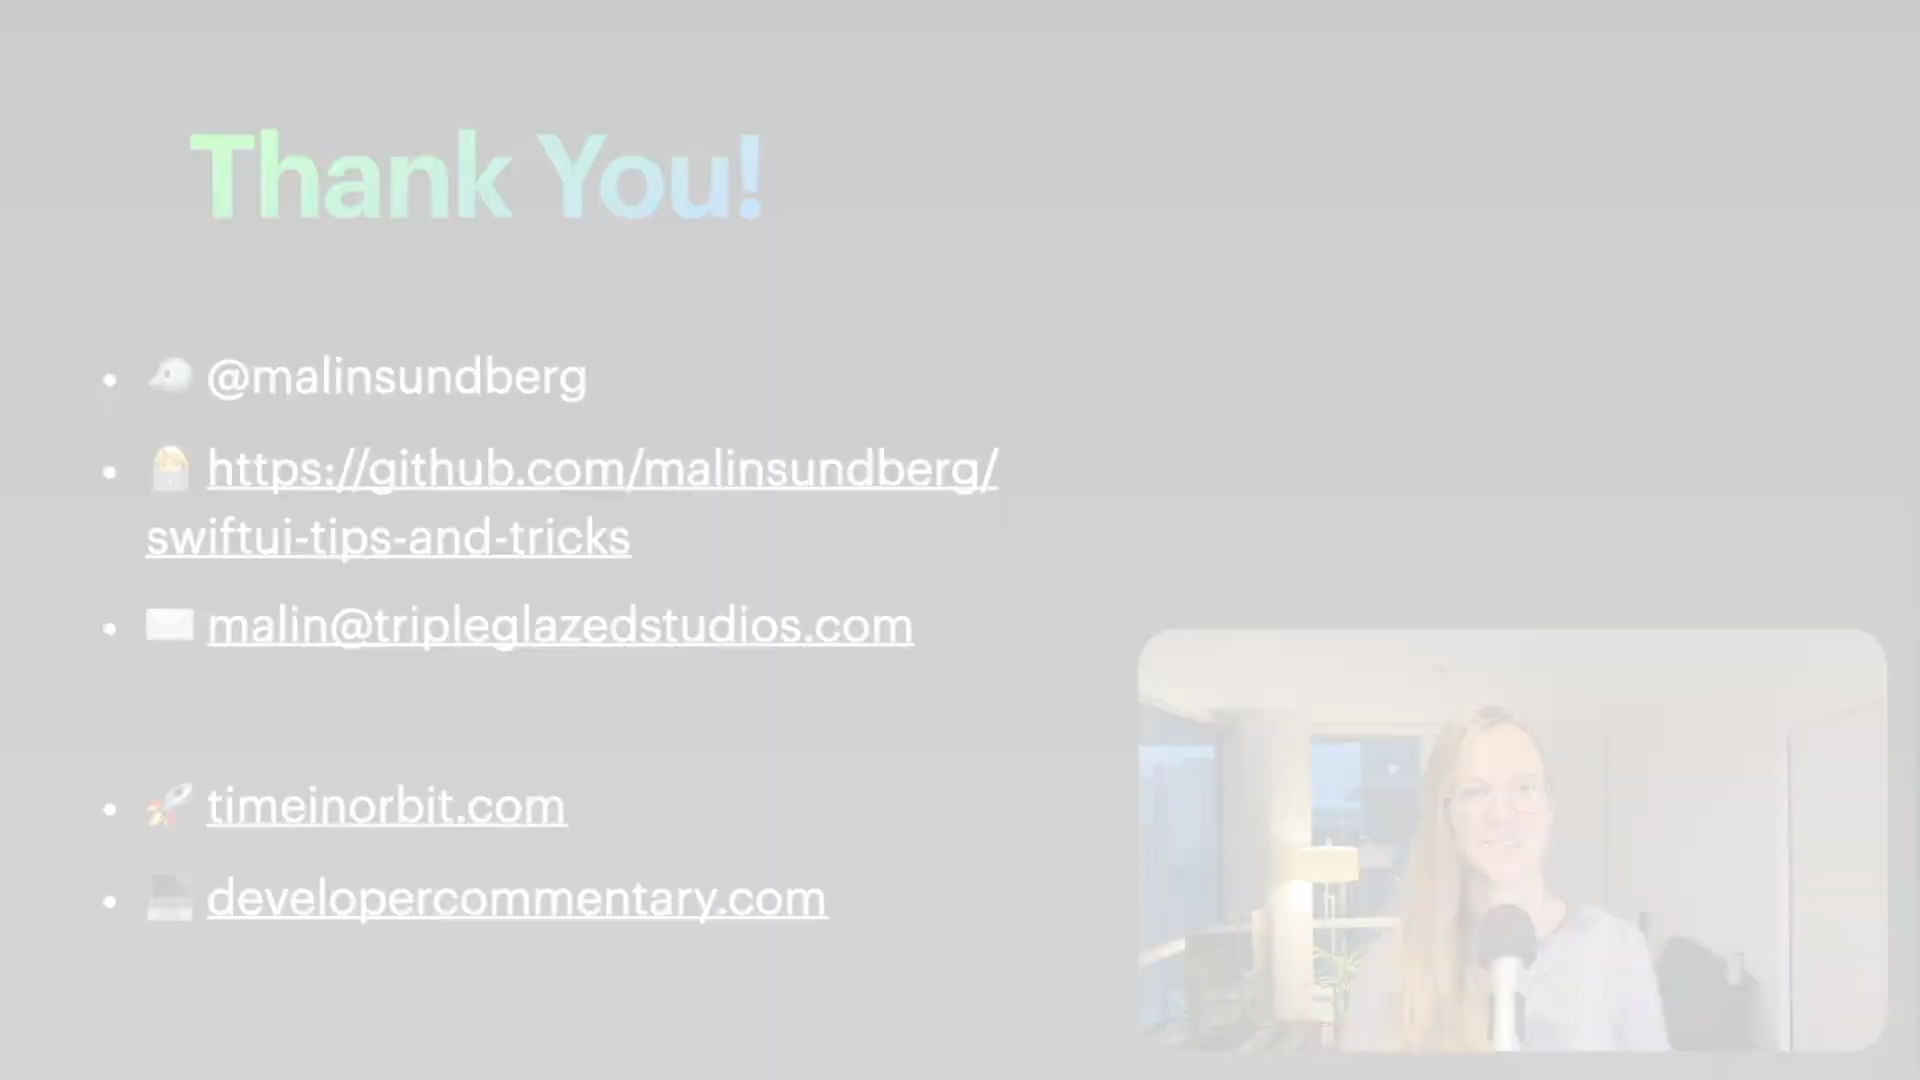 Thank You!
@malinsundberg
https://github.com/malinsundberg/
swiftui-tips-and-tricks
malin@tripleglazedstudios.com
timeinorbit.com
developercommentary.com